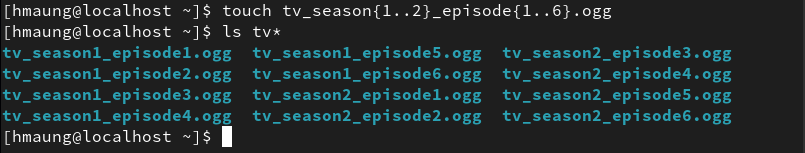 [hmaung@localhost ~]$ touch tv_season{1..2}_episode{1..6}.ogg
[hmaung@localhost ~]$ ls tv*
tv_season1_episode1.ogg  tv_season1_episode5.ogg  tv_season2_episode3.ogg
tv_season1_episode2.ogg  tv_season1_episode6.ogg  tv_season2_episode4.ogg
tv_season1_episode3.ogg  tv_season2_episode1.ogg  tv_season2_episode5.ogg
tv_season1_episode4.ogg  tv_season2_episode2.ogg  tv_season2_episode6.ogg
[hmaung@localhost ~]$